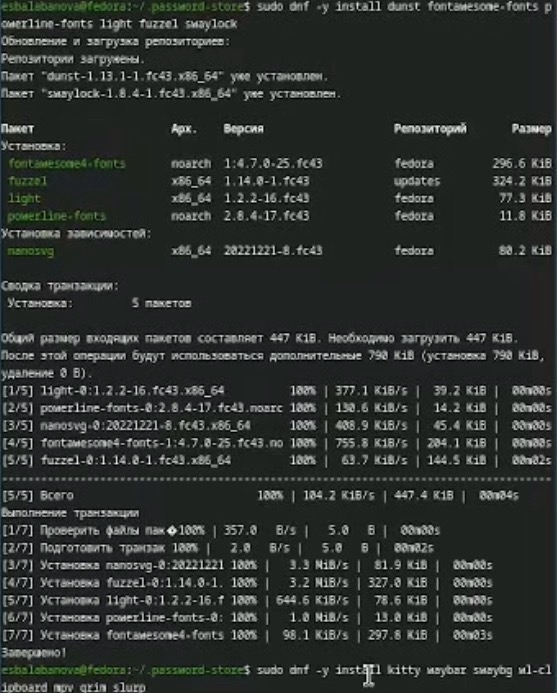 esbalabanova@fedora:~/.password-store$ sudo dnf -y install dunst fontawesome-fonts p
owerline-fonts light fuzzel swaylock
Обновление и загрузка репозиториев:
Репозитории загружены.
Пакет "dunst-1.13.1-1.fc43.x86_64" уже установлен.
Пакет "swaylock-1.8.4-1.fc43.x86_64" уже установлен.
Пакет Арх. Версия Репозиторий Размер
Установка:
fontawesome4-fonts noarch 1:4.7.0-25.fc43 fedora 296.6 KiB
fuzzel x86_64 1.14.0-1.fc43 updates 324.2 KiB
light x86_64 1.2.2-16.fc43 fedora 77.3 KiB
powerline-fonts noarch 2.8.4-17.fc43 fedora 11.8 KiB
Установка зависимостей:
nanosvg x86_64 20221221-8.fc43 fedora 80.2 KiB
Сводка транзакции:
Установка: 5 пакетов
Общий размер входящих пакетов составляет 447 KiB. Необходимо загрузить 447 KiB.
После этой операции будут использоваться дополнительные 790 KiB (установка 790 KiB,
удаление 0 B).
[1/5] light-0:1.2.2-16.fc43.x86_64 100% | 377.1 KiB/s | 39.2 KiB | 00m00s
[2/5] powerline-fonts-0:2.8.4-17.fc43.noarc 100% | 130.6 KiB/s | 14.2 KiB | 00m00s
[3/5] nanosvg-0:20221221-8.fc43.x86_64 100% | 408.9 KiB/s | 45.4 KiB | 00m00s
[4/5] fontawesome4-fonts-1:4.7.0-25.fc43.no 100% | 755.8 KiB/s | 204.1 KiB | 00m00s
[5/5] fuzzel-0:1.14.0-1.fc43.x86_64 100% | 63.7 KiB/s | 144.5 KiB | 00m02s
[5/5] Всего 100% | 104.2 KiB/s | 447.4 KiB | 00m04s
Выполнение транзакции
[1/7] Проверить файлы пак�100% | 357.0 B/s | 5.0 B | 00m00s
[2/7] Подготовить транзак 100% | 2.0 B/s | 5.0 B | 00m02s
[3/7] Установка nanosvg-0:20221221 100% | 3.3 MiB/s | 81.9 KiB | 00m00s
[4/7] Установка fuzzel-0:1.14.0-1. 100% | 3.2 MiB/s | 327.0 KiB | 00m00s
[5/7] Установка light-0:1.2.2-16.f 100% | 644.6 KiB/s | 78.6 KiB | 00m00s
[6/7] Установка powerline-fonts-0: 100% | 1.0 MiB/s | 13.0 KiB | 00m00s
[7/7] Установка fontawesome4-fonts 100% | 98.1 KiB/s | 297.8 KiB | 00m03s
Завершено!
esbalabanova@fedora:~/.password-store$ sudo dnf -y install kitty waybar swaybg wl-cl
ipboard mpv grim slurp